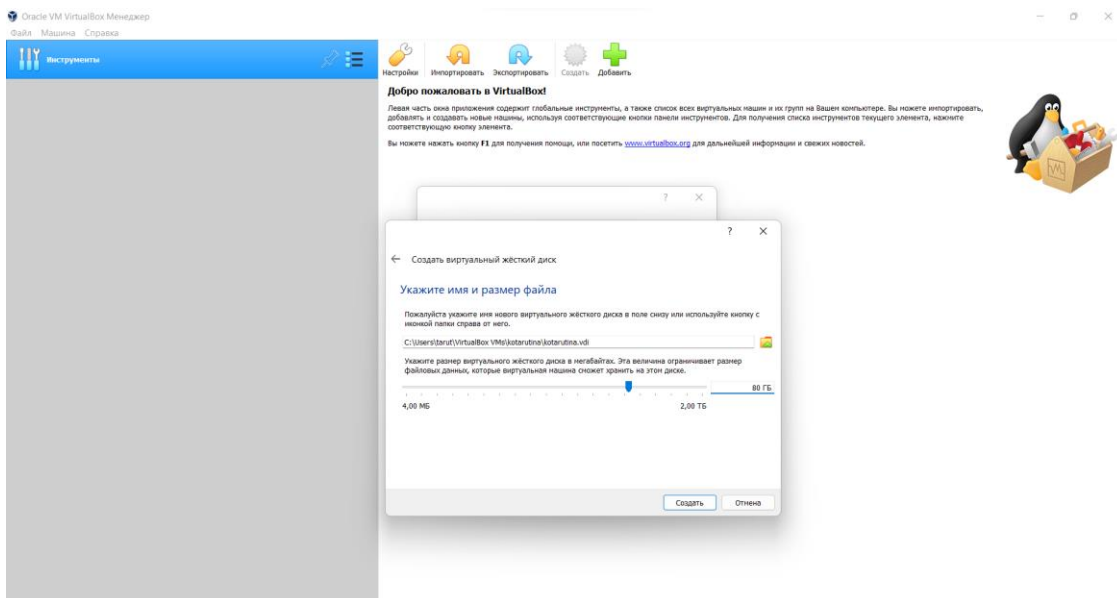 Oracle VM VirtualBox Менеджер
Файл Машина Справка
Инструменты
Настройки Импортировать Экспортировать Создать Добавить
Добро пожаловать в VirtualBox!
Левая часть окна приложения содержит глобальные инструменты, а также список всех виртуальных машин и их групп на Вашем компьютере. Вы можете импортировать,
добавлять и создавать новые машины, используя соответствующие кнопки панели инструментов. Для получения списка инструментов текущего элемента, нажмите
соответствующую кнопку элемента.
Вы можете нажать кнопку F1 для получения помощи, или посетить www.virtualbox.org для дальнейшей информации и свежих новостей.
?
?
Создать виртуальный жёсткий диск
Укажите имя и размер файла
Пожалуйста укажите имя нового виртуального жёсткого диска в поле снизу или используйте кнопку с
иконкой папки справа от него.
C:\Users\tarut\VirtualBox VMs\kotarutina\kotarutina.vdi
Укажите размер виртуального жёсткого диска в мегабайтах. Эта величина ограничивает размер
файловых данных, которые виртуальная машина сможет хранить на этом диске.
80 ГБ
4,00 МБ 2,00 ТБ
Создать Отмена